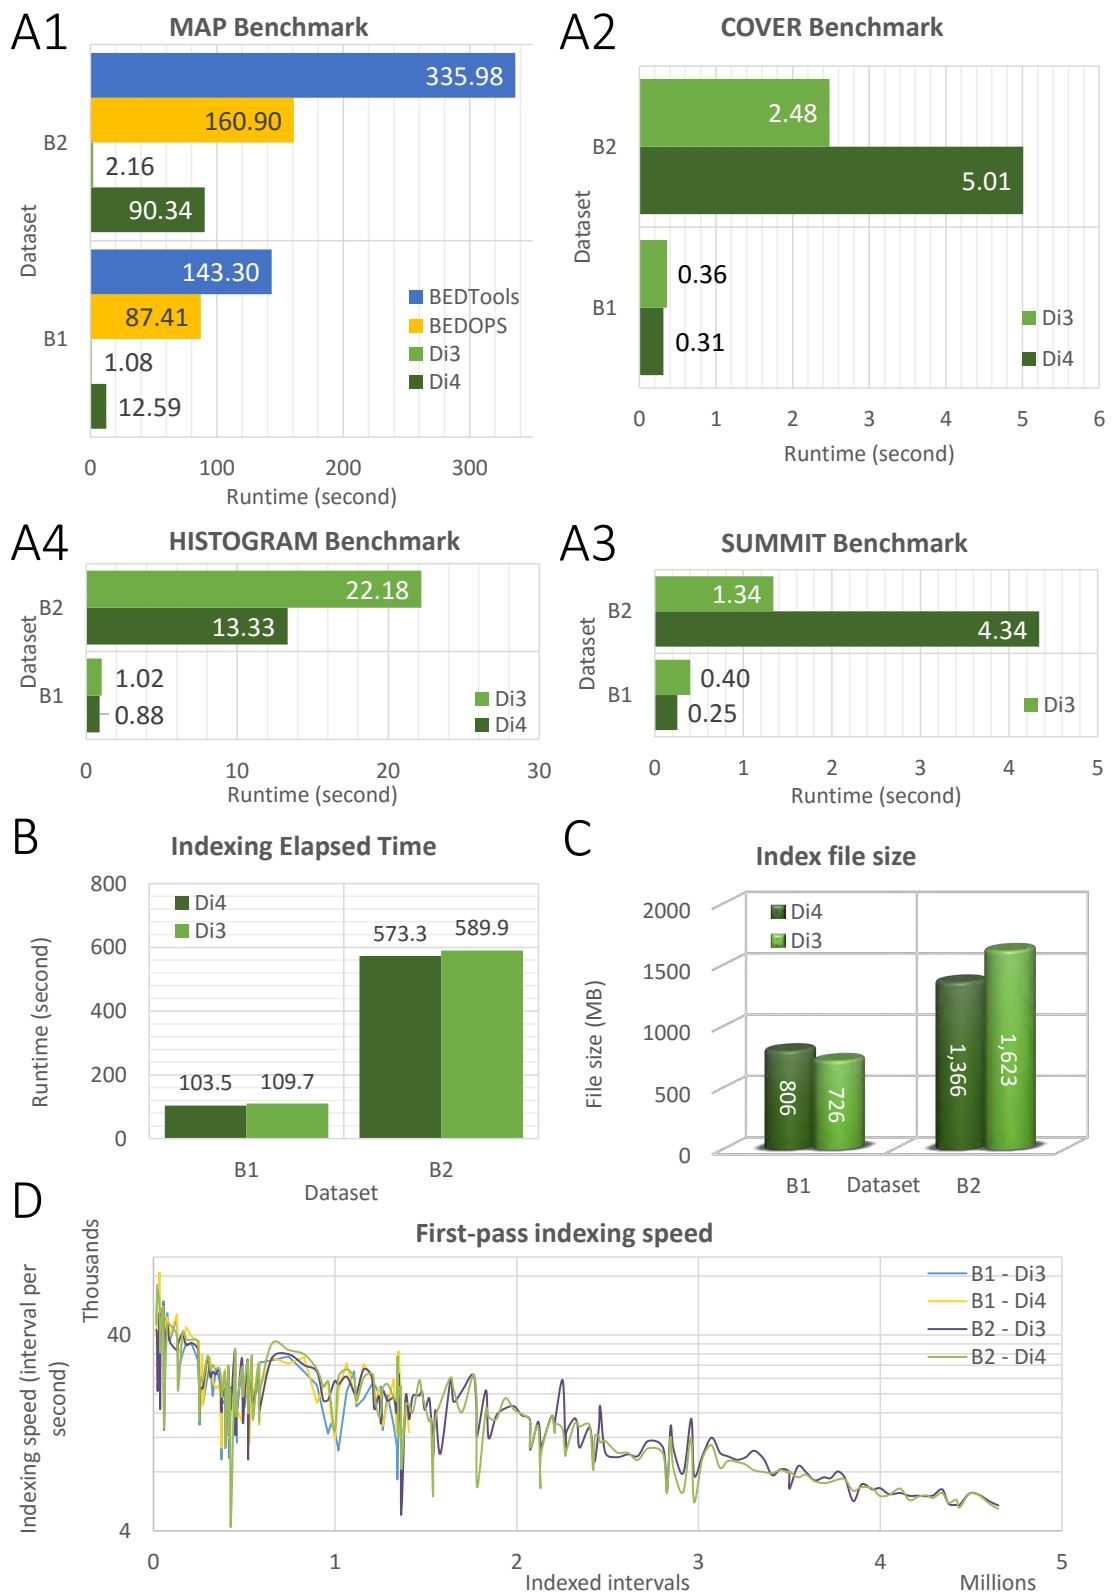 A1
MAP Benchmark
335.98
160.90
2.16
90.34
143.30
87.41
1.08
12.59
B2
B1
Dataset
BEDTools
BEDOPS
Di3
Di4
0 100 200 300
Runtime (second)
A2
COVER Benchmark
2.48
5.01
0.36
0.31
B2
B1
Dataset
Di3
Di4
0 1 2 3 4 5 6
Runtime (second)
A4
HISTOGRAM Benchmark
22.18
13.33
1.02
0.88
B2
B1
Dataset
Di3
Di4
0 10 20 30
Runtime (second)
A3
SUMMIT Benchmark
1.34
4.34
0.40
0.25
B2
B1
Dataset
Di3
0 1 2 3 4 5
Runtime (second)
B
Indexing Elapsed Time
Di4
Di3
800
600
400
200
0
Runtime (second)
103.5 109.7
573.3 589.9
B1 B2
Dataset
C
Index file size
Di4
Di3
2000
1500
1000
500
0
File size (MB)
806
726
1,366
1,623
B1 Dataset B2
D
First-pass indexing speed
Indexing speed (interval per
second)
Thousands
40
4
B1 - Di3
B1 - Di4
B2 - Di3
B2 - Di4
0 1 2 3 4 5
Indexed intervals
Millions